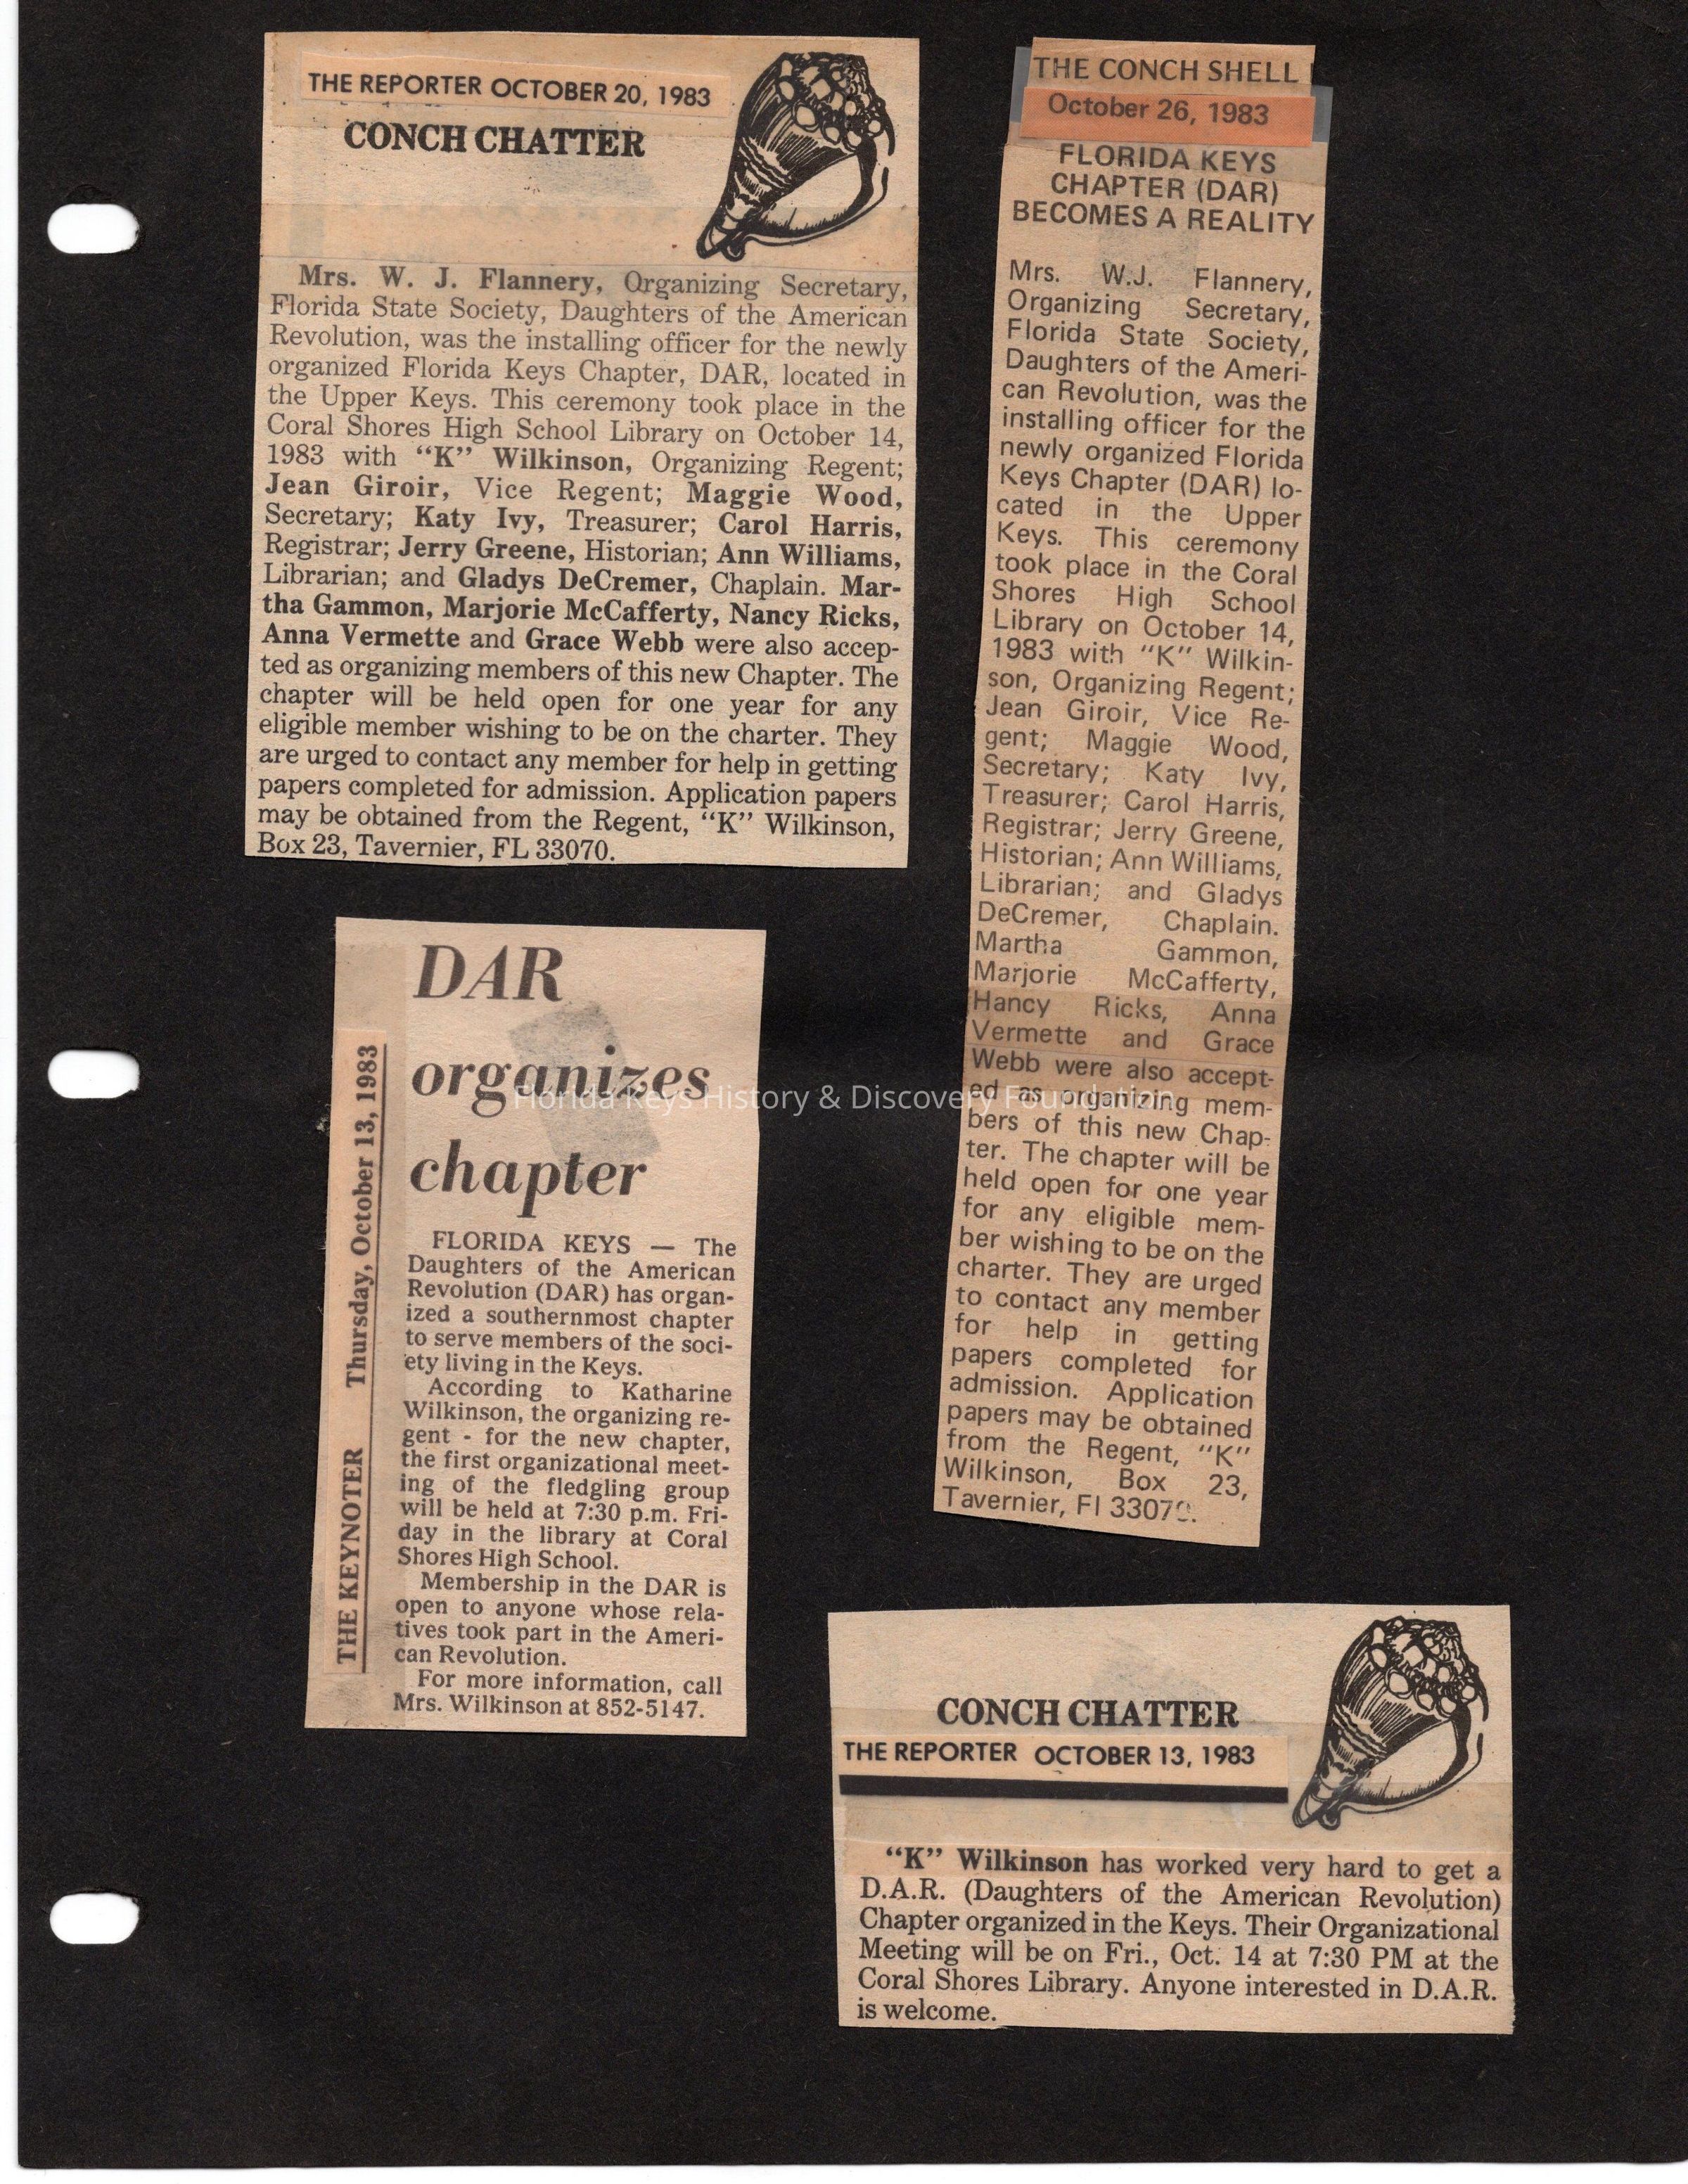 THE REPORTER OCTOBER 20, 1983
CONCH CHATTER
Mrs. W. J. Flannery, Organizing Secretary,
Florida State Society, Daughters of the American
Revolution, was the installing officer for the newly
organized Florida Keys Chapter, DAR, located in
the Upper Keys. This ceremony took place in the
Coral Shores High School Library on October 14,
1983 with “K” Wilkinson, Organizing Regent;
Jean Giroir, Vice Regent; Maggie Wood,
Secretary; Katy Ivy, Treasurer; Carol Harris,
Registrar; Jerry Greene, Historian; Ann Williams,
Librarian; and Gladys DeCremer, Chaplain. Mar-
tha Gammon, Marjorie McCafferty, Nancy Ricks,
Anna Vermette and Grace Webb were also accep-
ted as organizing members of this new Chapter. The
chapter will be held open for one year for any
eligible member wishing to be on the charter. They
are urged to contact any member for help in getting
papers completed for admission. Application papers
may be obtained from the Regent, “K” Wilkinson,
Box 23, Tavernier, FL 33070.
THE CONCH SHELL
October 26, 1983
FLORIDA KEYS
CHAPTER (DAR)
BECOMES A REALITY
Mrs. W.J. Flannery,
Organizing Secretary,
Florida State Society,
Daughters of the Ameri-
can Revolution, was the
installing officer for the
newly organized Florida
Keys Chapter (DAR) lo-
cated in the Upper
Keys. This ceremony
took place in the Coral
Shores High School
Library on October 14,
1983 with “K” Wilkin-
son, Organizing Regent;
Jean Giroir, Vice Re-
gent; Maggie Wood,
Secretary; Katy Ivy,
Treasurer; Carol Harris,
Registrar; Jerry Greene,
Historian; Ann Williams,
Librarian; and Gladys
DeCremer, Chaplain.
Martha Gammon,
Marjorie McCafferty,
Hancy Ricks, Anna
Vermette and Grace
Webb were also accept-
ed as organizing mem-
bers of this new Chap-
ter. The chapter will be
held open for one year
for any eligible mem-
ber wishing to be on the
charter. They are urged
to contact any member
for help in getting
papers completed for
admission. Application
papers may be obtained
from the Regent, “K”
Wilkinson, Box 23,
Tavernier, Fl 33070.
THE KEYNOTER Thursday, October 13, 1983
DAR
organizes
chapter
FLORIDA KEYS — The
Daughters of the American
Revolution (DAR) has organ-
ized a southernmost chapter
to serve members of the soci-
ety living in the Keys.
According to Katharine
Wilkinson, the organizing re-
gent - for the new chapter,
the first organizational meet-
ing of the fledgling group
will be held at 7:30 p.m. Fri-
day in the library at Coral
Shores High School.
Membership in the DAR is
open to anyone whose rela-
tives took part in the Ameri-
can Revolution.
For more information, call
Mrs. Wilkinson at 852-5147.
Florida Keys History & Discovery Foundation
CONCH CHATTER
THE REPORTER OCTOBER 13, 1983
“K” Wilkinson has worked very hard to get a
D.A.R. (Daughters of the American Revolution)
Chapter organized in the Keys. Their Organizational
Meeting will be on Fri., Oct. 14 at 7:30 PM at the
Coral Shores Library. Anyone interested in D.A.R.
is welcome.